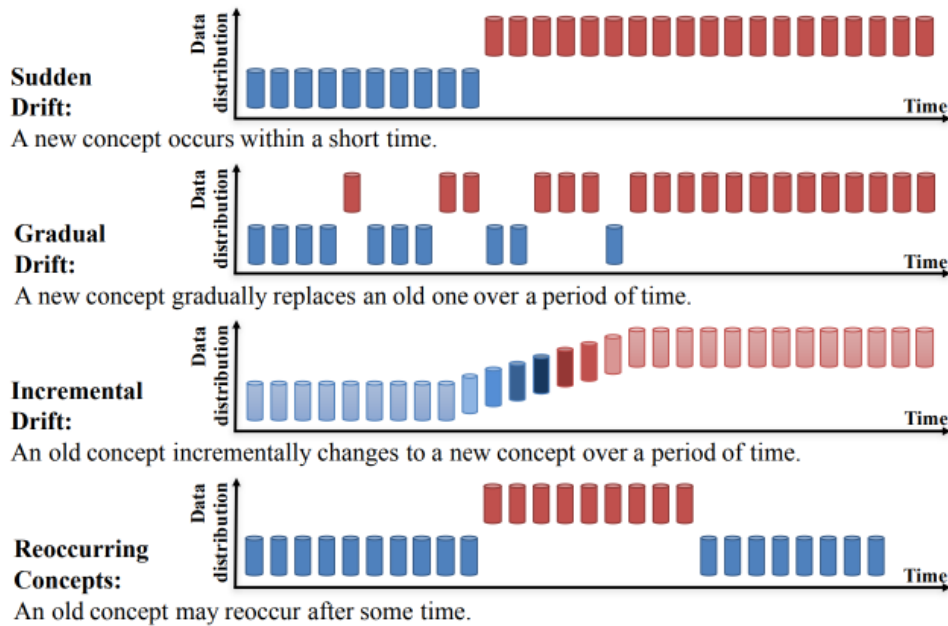 Data
distribution
Sudden
Drift:
Time
A new concept occurs within a short time.
Data
distribution
Gradual
Drift:
Time
A new concept gradually replaces an old one over a period of time.
Data
distribution
Incremental
Drift:
Time
An old concept incrementally changes to a new concept over a period of time.
Data
distribution
Reoccurring
Concepts:
Time
An old concept may reoccur after some time.